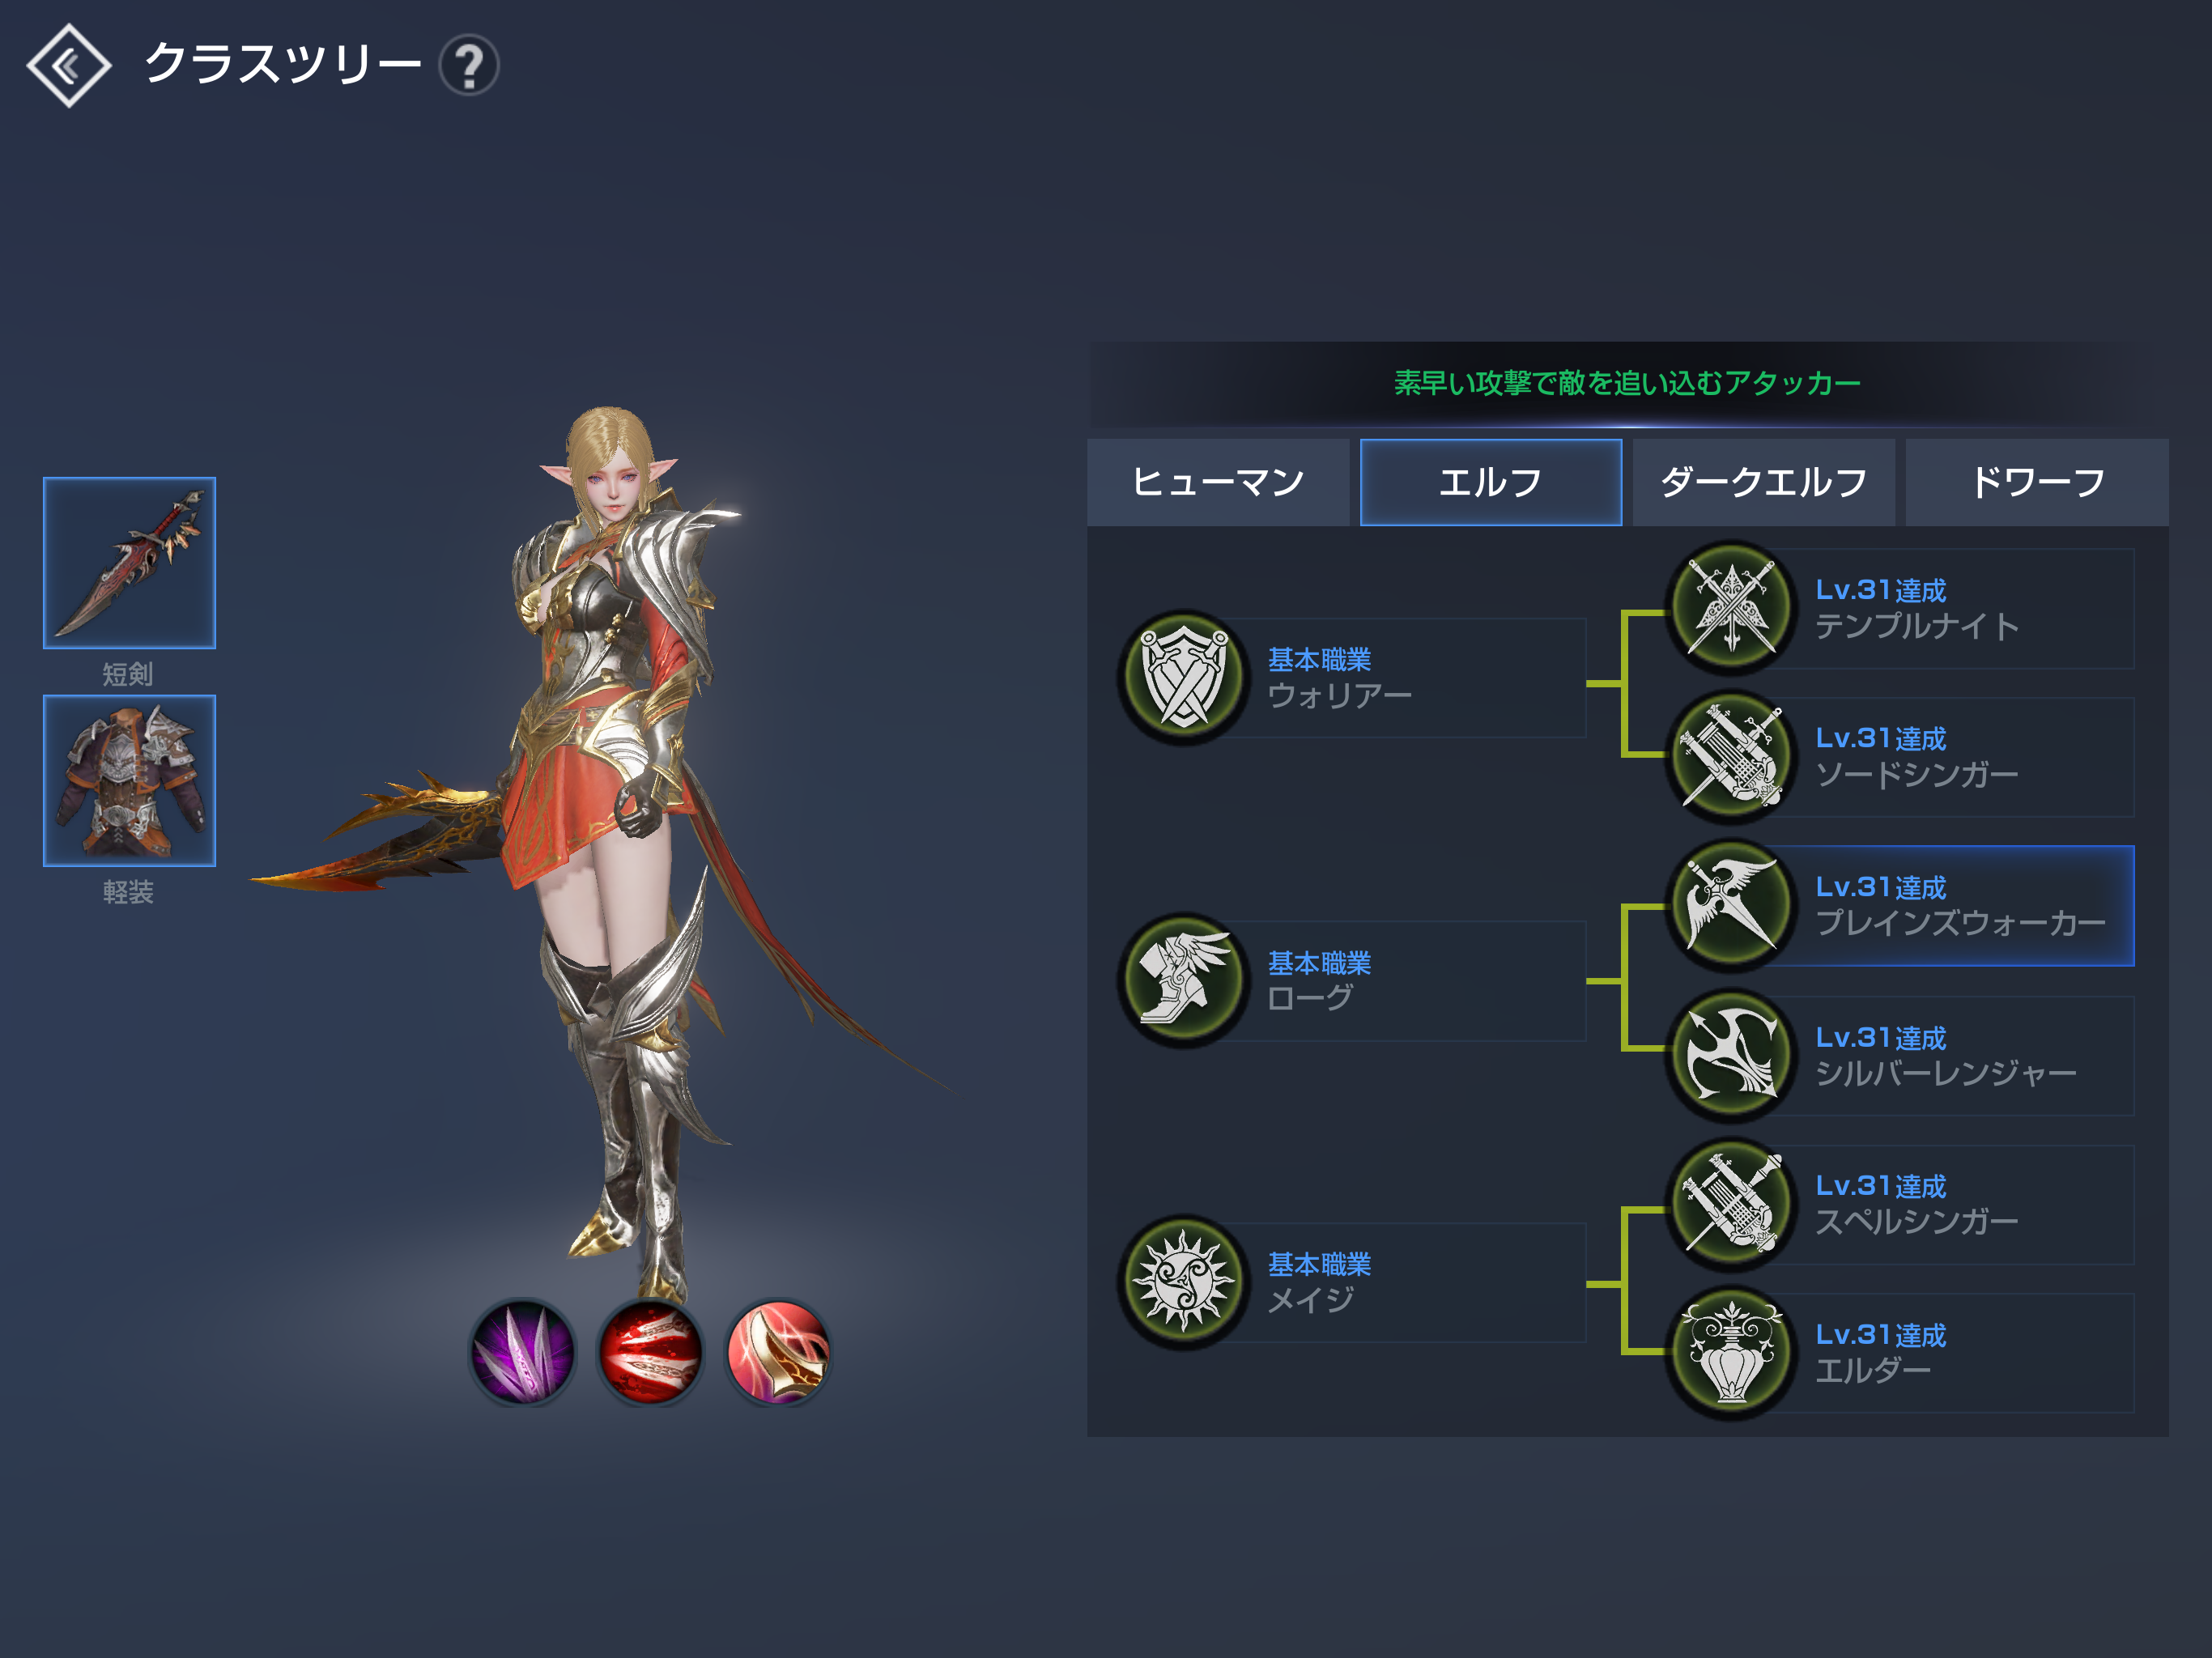 クラスツリー ?
素早い攻撃で敵を追い込むアタッカー
ヒューマン
エルフ
ダークエルフ
ドワーフ
短剣
軽装
基本職業
ウォリアー
Lv.31達成
テンプルナイト
Lv.31達成
ソードシンガー
基本職業
ローグ
Lv.31達成
プレインズウォーカー
Lv.31達成
シルバーレンジャー
基本職業
メイジ
Lv.31達成
スペルシンガー
Lv.31達成
エルダー